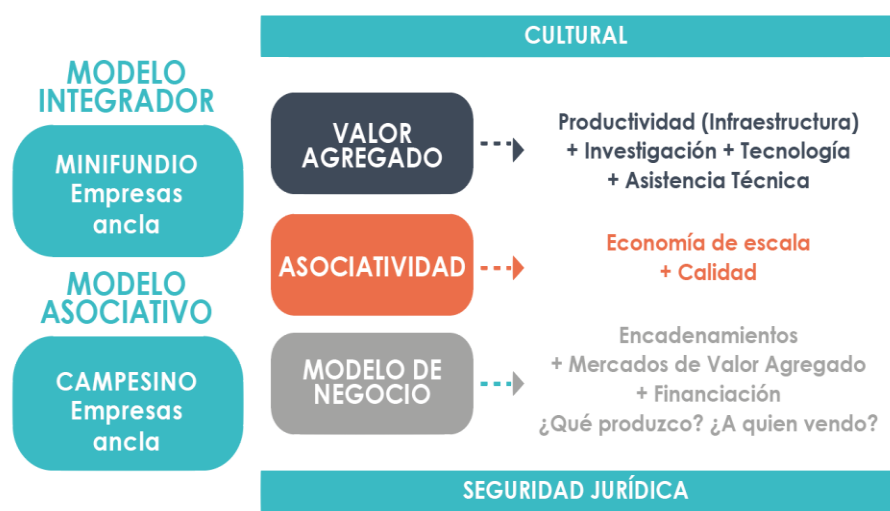 CULTURAL
MODELO
INTEGRADOR
MINIFUNDIO
Empresas
ancla
MODELO
ASOCIATIVO
CAMPESINO
Empresas
ancla
VALOR
AGREGADO
Productividad (Infraestructura)
+ Investigación + Tecnología
+ Asistencia Técnica
ASOCIATIVIDAD
Economía de escala
+ Calidad
MODELO DE
NEGOCIO
Encadenamientos
+ Mercados de Valor Agregado
+ Financiación
¿Qué produzco? ¿A quien vendo?
SEGURIDAD JURÍDICA